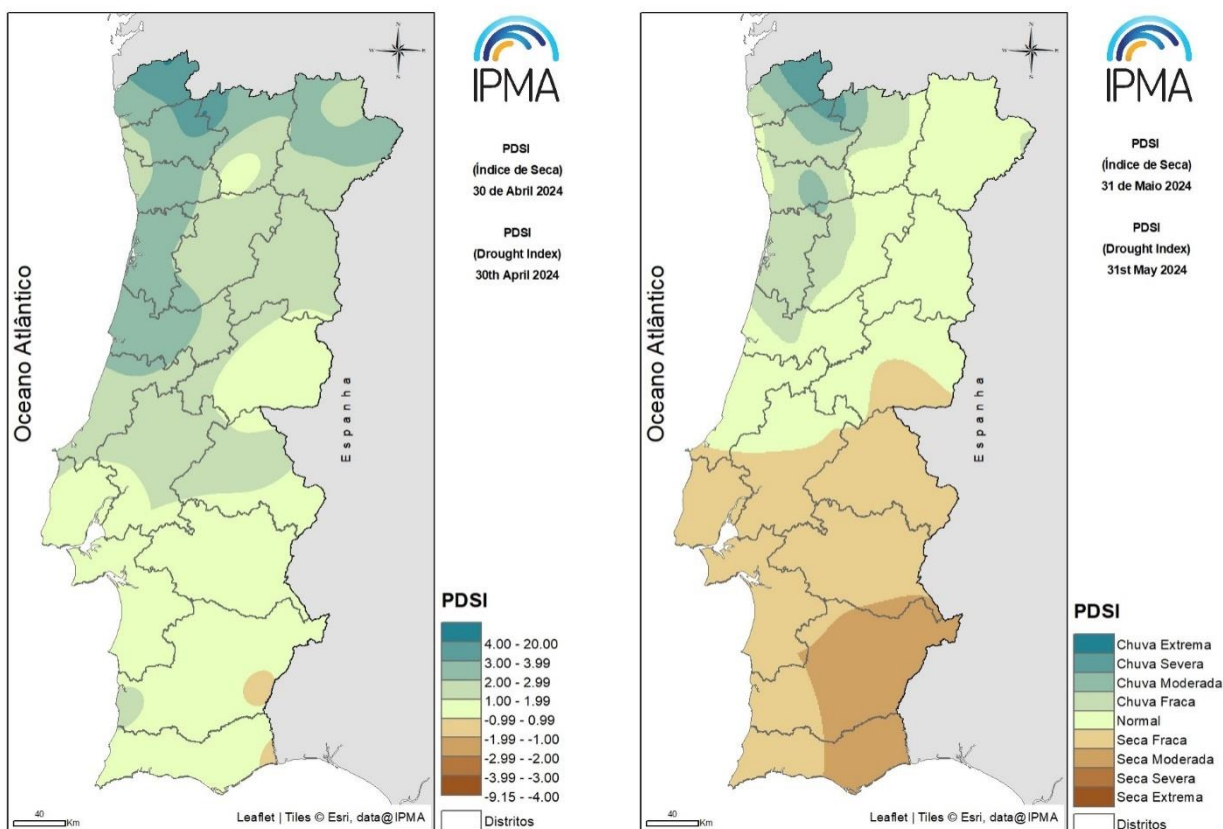 IPMA
PDSI
(Índice de Seca)
30 de Abril 2024
PDSI
(Drought Index)
30th April 2024
Oceano Atlântico
Espanha
PDSI
4.00 - 20.00
3.00 - 3.99
2.00 - 2.99
1.00 - 1.99
-0.99 - 0.99
-1.99 - -1.00
-2.99 - -2.00
-3.99 - -3.00
-9.15 - -4.00
Distritos
40
Km
Leaflet | Tiles © Esri, data@IPMA
IPMA
PDSI
(Índice de Seca)
31 de Maio 2024
PDSI
(Drought Index)
31st May 2024
Oceano Atlântico
Espanha
PDSI
Chuva Extrema
Chuva Severa
Chuva Moderada
Chuva Fraca
Normal
Seca Fraca
Seca Moderada
Seca Severa
Seca Extrema
Distritos
40
Km
Leaflet | Tiles © Esri, data@IPMA